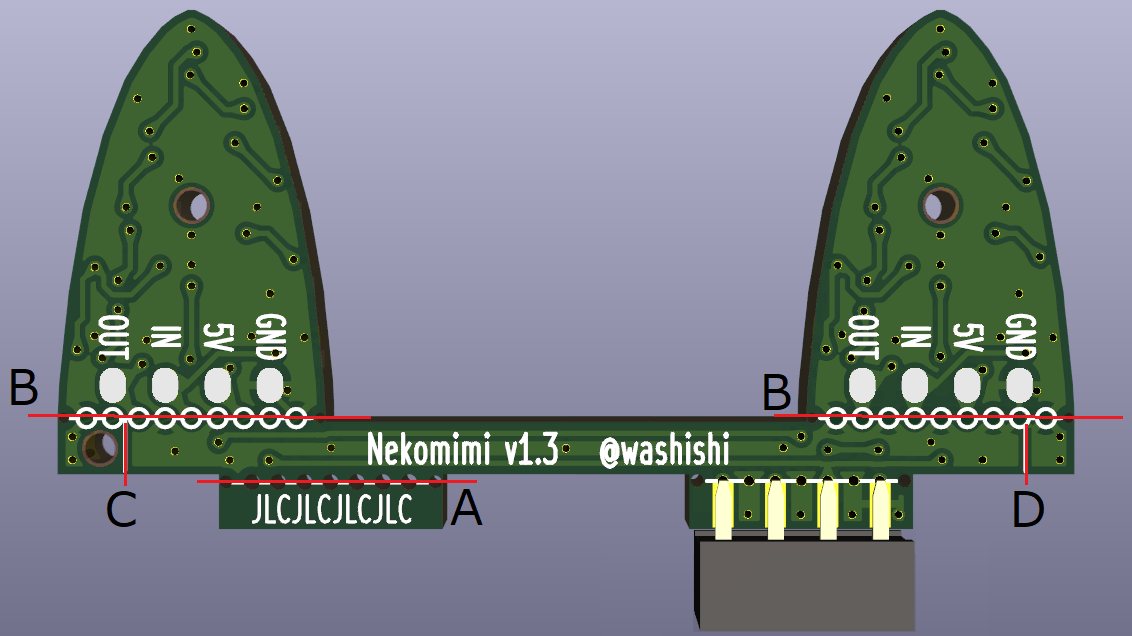 OUT IN 5V GND
OUT IN 5V GND
B
B
Nekomimi v1.3 @washishi
C
JLCJLCJLCJLC
A
D